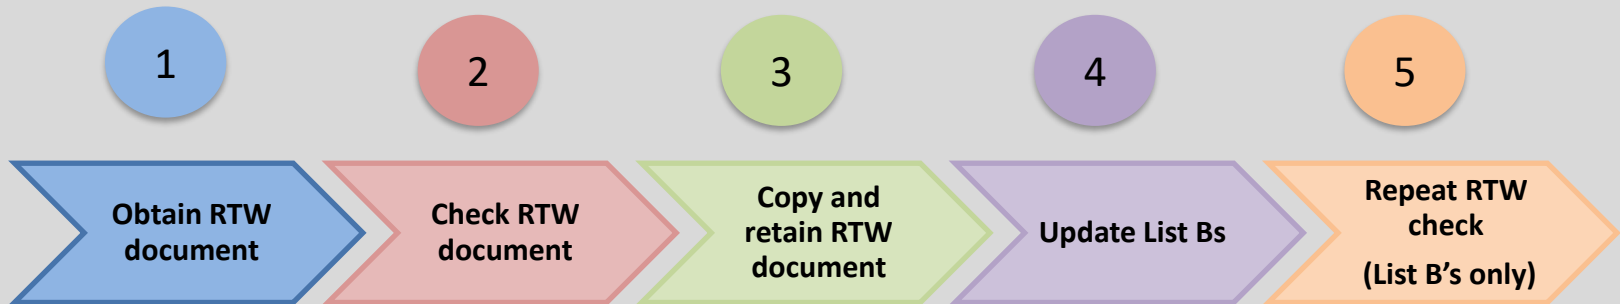 1
2
3
4
5
Obtain RTW
document
Check RTW
document
Copy and
retain RTW
document
Update List Bs
Repeat RTW
check
(List B’s only)